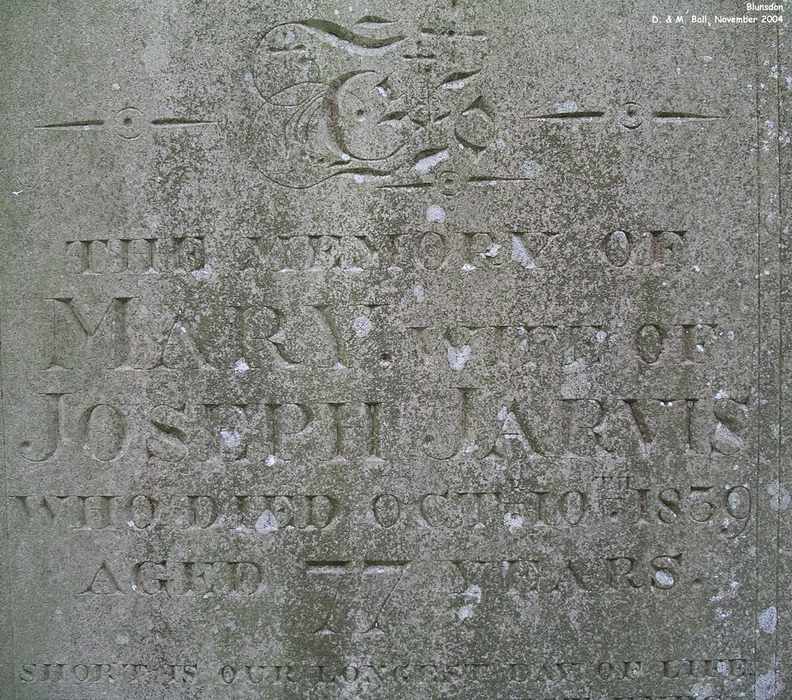 Blunsdon
D. & M. Ball, November 2004
To
THE MEMORY OF
MARY WIFE OF
JOSEPH JARVIS
WHO DIED OCT. 10TH 1839
AGED 77 YEARS.
SHORT IS OUR LONGEST DAY OF LIFE.